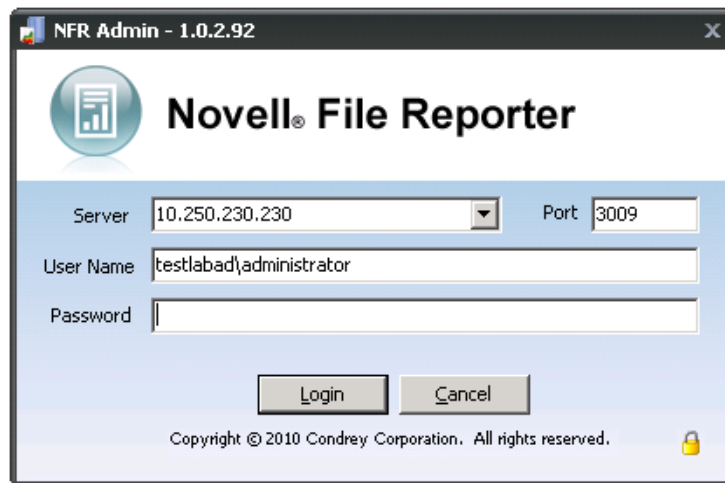 NFR Admin - 1.0.2.92
Novell® File Reporter
Server 10.250.230.230 Port 3009
User Name testlabad\administrator
Password
Login Cancel
Copyright © 2010 Condrey Corporation. All rights reserved.